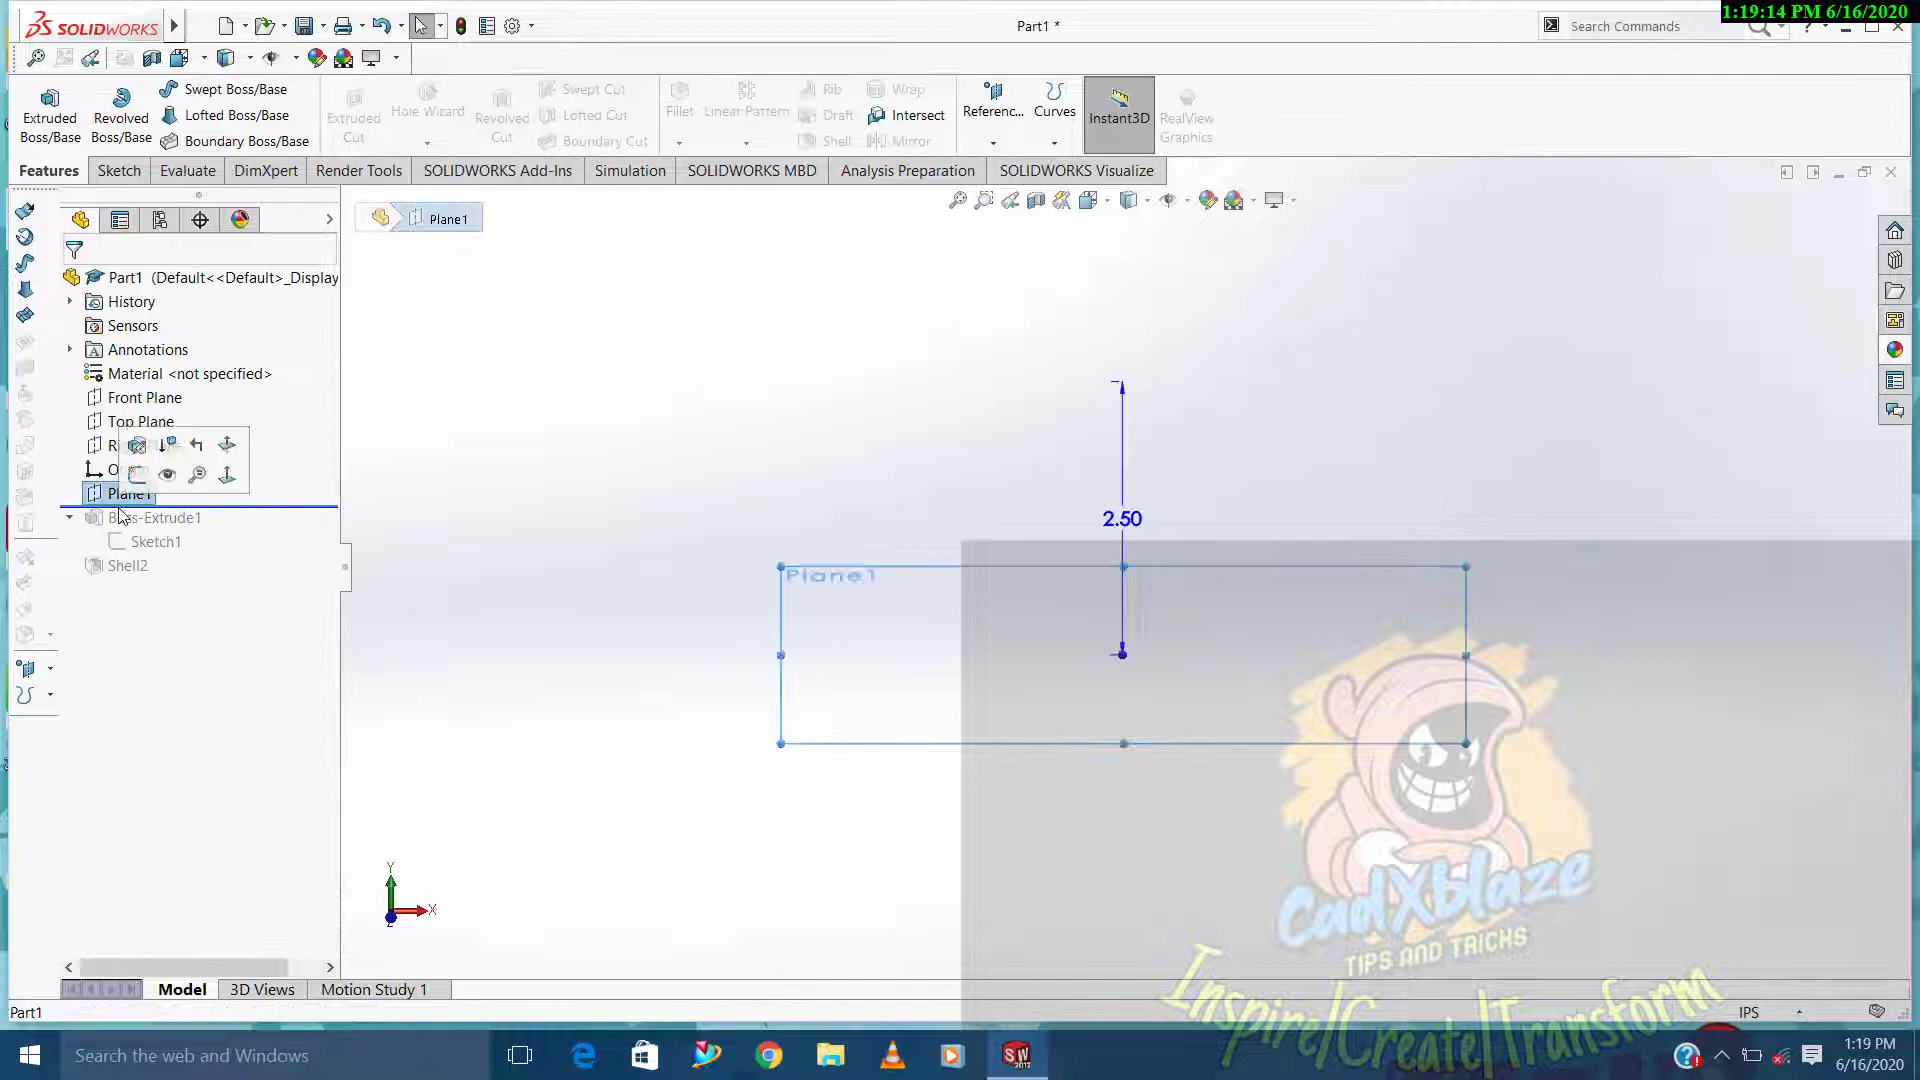 1:19:14 PM 6/16/2020
SOLIDWORKS
Part1 *
Search Commands
Extruded Boss/Base
Revolved Boss/Base
Swept Boss/Base
Lofted Boss/Base
Boundary Boss/Base
Extruded Cut
Hole Wizard
Revolved Cut
Swept Cut
Lofted Cut
Boundary Cut
Fillet
Linear Pattern
Rib
Draft
Shell
Wrap
Intersect
Mirror
Referenc...
Curves
Instant3D
RealView Graphics
Features
Sketch
Evaluate
DimXpert
Render Tools
SOLIDWORKS Add-Ins
Simulation
SOLIDWORKS MBD
Analysis Preparation
SOLIDWORKS Visualize
Plane1
Part1 (Default<<Default>_Display
History
Sensors
Annotations
Material <not specified>
Front Plane
Top Plane
Plane1
Boss-Extrude1
Sketch1
Shell2
2.50
Plane1
Y
X
Z
CadXblaze
TIPS AND TRICKS
Inspire/Create/Transform
Model
3D Views
Motion Study 1
Part1
IPS
Search the web and Windows
SW
2017
1:19 PM
6/16/2020